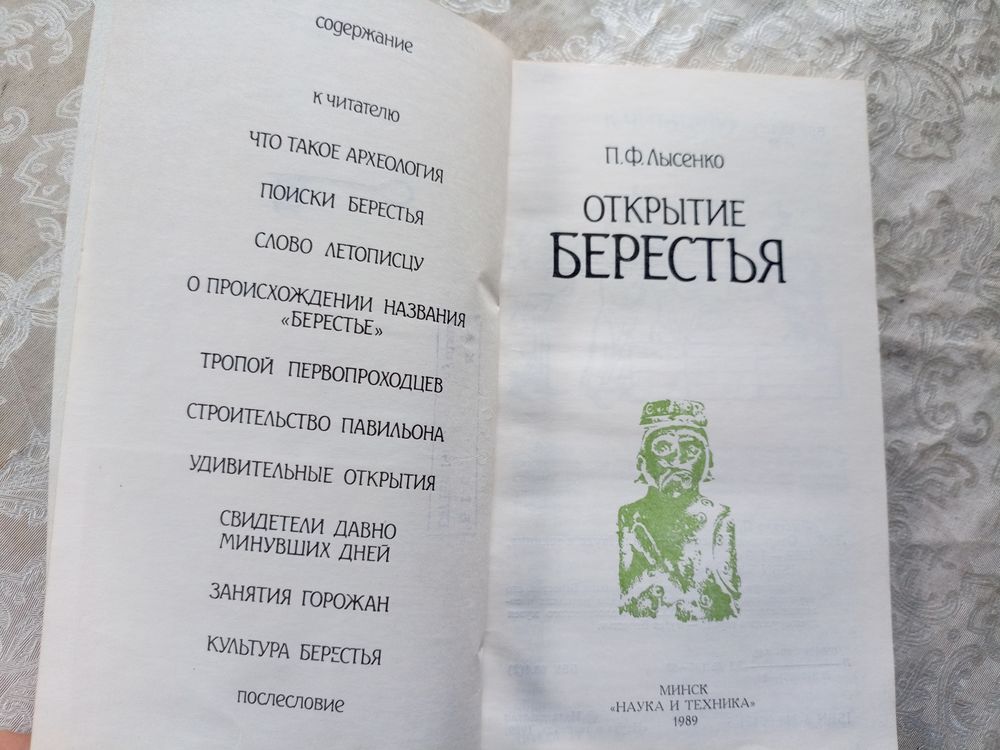 содержание
к читателю
ЧТО ТАКОЕ АРХЕОЛОГИЯ
ПОИСКИ БЕРЕСТЬЯ
СЛОВО ЛЕТОПИСЦУ
О ПРОИСХОЖДЕНИИ НАЗВАНИЯ
«БЕРЕСТЬЕ»
ТРОПОЙ ПЕРВОПРОХОДЦЕВ
СТРОИТЕЛЬСТВО ПАВИЛЬОНА
УДИВИТЕЛЬНЫЕ ОТКРЫТИЯ
СВИДЕТЕЛИ ДАВНО
МИНУВШИХ ДНЕЙ
ЗАНЯТИЯ ГОРОЖАН
КУЛЬТУРА БЕРЕСТЬЯ
послесловие
П.Ф.Лысенко
ОТКРЫТИЕ
БЕРЕСТЬЯ
МИНСК
«НАУКА И ТЕХНИКА»
1989